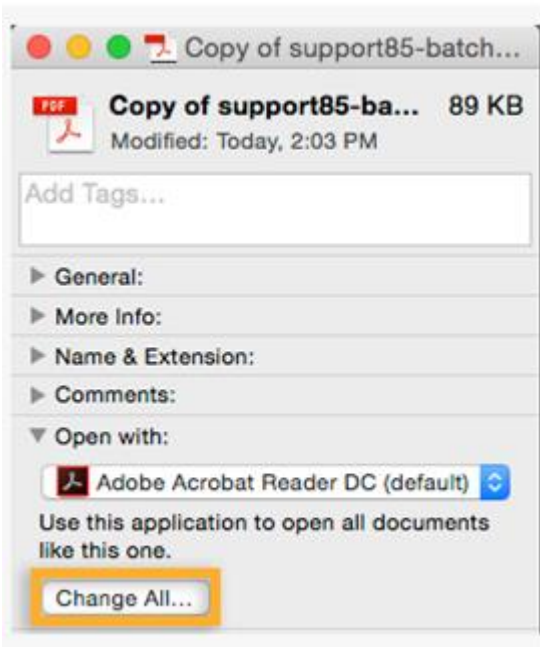 Copy of support85-batch...
PDF
Copy of support85-ba... 89 KB
Modified: Today, 2:03 PM
Add Tags...
General:
More Info:
Name & Extension:
Comments:
Open with:
Adobe Acrobat Reader DC (default)
Use this application to open all documents
like this one.
Change All...